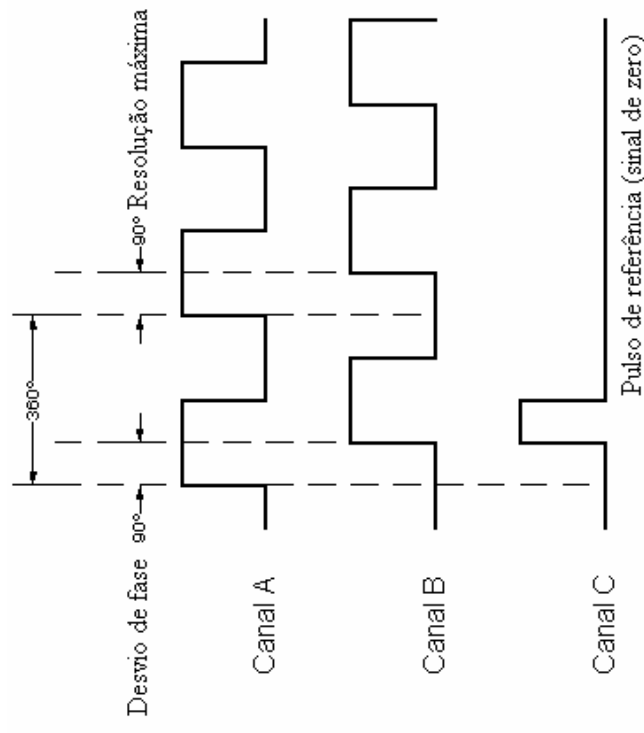 360°
Desvio de fase 90°
90° Resolução máxima
Canal A
Canal B
Canal C
Pulso de referência (sinal de zero)